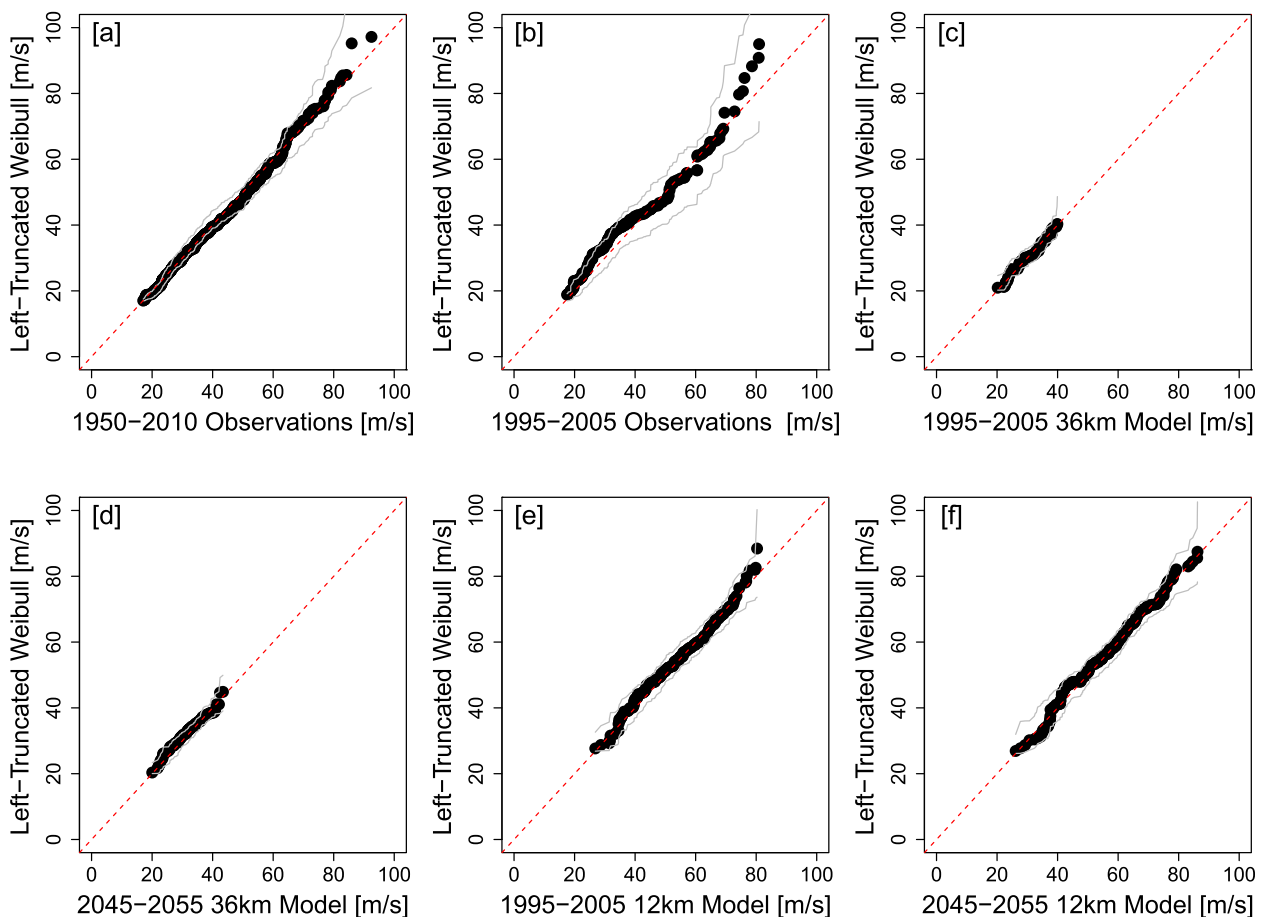 [a]
Left−Truncated Weibull [m/s]
0 20 40 60 80 100
0 20 40 60 80 100
1950−2010 Observations [m/s]
[b]
Left−Truncated Weibull [m/s]
0 20 40 60 80 100
0 20 40 60 80 100
1995−2005 Observations [m/s]
[c]
Left−Truncated Weibull [m/s]
0 20 40 60 80 100
0 20 40 60 80 100
1995−2005 36km Model [m/s]
[d]
Left−Truncated Weibull [m/s]
0 20 40 60 80 100
0 20 40 60 80 100
2045−2055 36km Model [m/s]
[e]
Left−Truncated Weibull [m/s]
0 20 40 60 80 100
0 20 40 60 80 100
1995−2005 12km Model [m/s]
[f]
Left−Truncated Weibull [m/s]
0 20 40 60 80 100
0 20 40 60 80 100
2045−2055 12km Model [m/s]